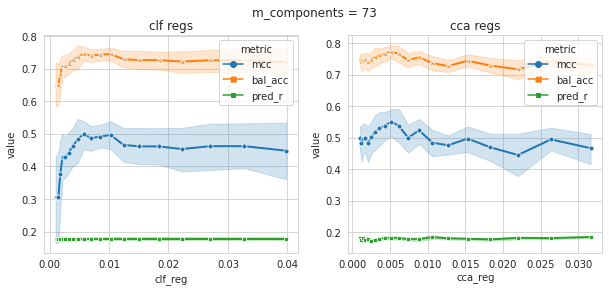 m_components = 73
clf regs
cca regs
value
0.8
0.7
0.6
0.5
0.4
0.3
0.2
metric
mcc
bal_acc
pred_r
0.00 0.01 0.02 0.03 0.04
clf_reg
value
0.8
0.7
0.6
0.5
0.4
0.3
0.2
metric
mcc
bal_acc
pred_r
0.000 0.005 0.010 0.015 0.020 0.025 0.030
cca_reg